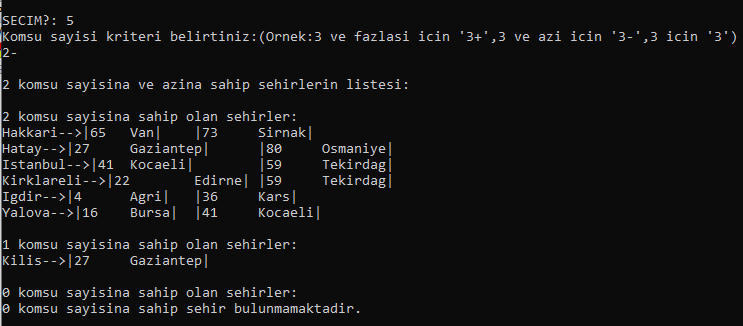 SECIM?: 5
Komsu sayisi kriteri belirtiniz:(Ornek:3 ve fazlasi icin '3+',3 ve azi icin '3-',3 icin '3')
2-
2 komsu sayisina ve azina sahip sehirlerin listesi:
2 komsu sayisina sahip olan sehirler:
Hakkari-->|65 Van| |73 Sirnak|
Hatay-->|27 Gaziantep| |80 Osmaniye|
Istanbul-->|41 Kocaeli| |59 Tekirdag|
Kirklareli-->|22 Edirne| |59 Tekirdag|
Igdir-->|4 Agri| |36 Kars|
Yalova-->|16 Bursa| |41 Kocaeli|
1 komsu sayisina sahip olan sehirler:
Kilis-->|27 Gaziantep|
0 komsu sayisina sahip olan sehirler:
0 komsu sayisina sahip sehir bulunmamaktadir.